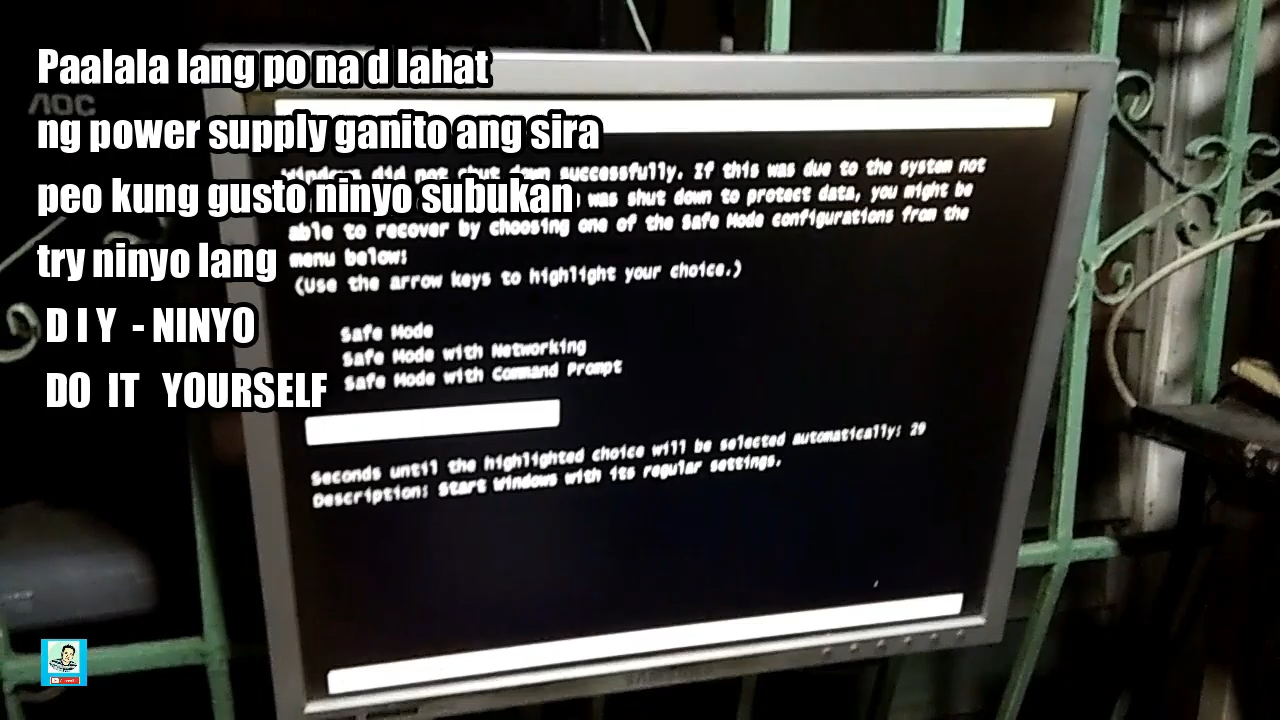 Paalala lang po na d lahat
ng power supply ganito ang sira
peo kung gusto ninyo subukan
try ninyo lang
D I Y - NINYO
DO IT YOURSELF
AOC
Windows did not shut down successfully. If this was due to the system not
was shut down to protect data, you might be
able to recover by choosing one of the Safe Mode configurations from the
menu below:
(Use the arrow keys to highlight your choice.)
Safe Mode
Safe Mode with Networking
Safe Mode with Command Prompt
Seconds until the highlighted choice will be selected automatically: 29
Description: Start Windows with its regular settings.